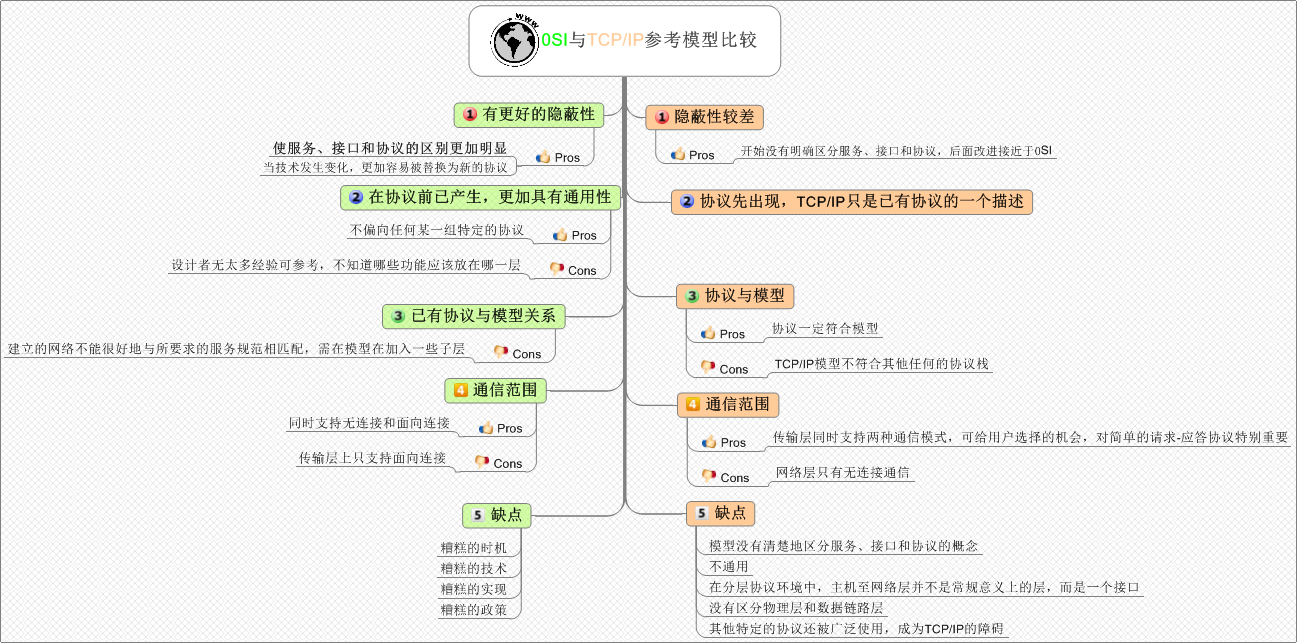 www
0SI与TCP/IP参考模型比较
1 有更好的隐蔽性
使服务、接口和协议的区别更加明显
当技术发生变化，更加容易被替换为新的协议
Pros
2 在协议前已产生，更加具有通用性
不偏向任何某一组特定的协议
Pros
设计者无太多经验可参考，不知道哪些功能应该放在哪一层
Cons
3 已有协议与模型关系
建立的网络不能很好地与所要求的服务规范相匹配，需在模型在加入一些子层
Cons
4 通信范围
同时支持无连接和面向连接
Pros
传输层上只支持面向连接
Cons
5 缺点
糟糕的时机
糟糕的技术
糟糕的实现
糟糕的政策
1 隐蔽性较差
Pros
开始没有明确区分服务、接口和协议，后面改进接近于0SI
2 协议先出现，TCP/IP只是已有协议的一个描述
3 协议与模型
Pros
协议一定符合模型
Cons
TCP/IP模型不符合其他任何的协议栈
4 通信范围
Pros
传输层同时支持两种通信模式，可给用户选择的机会，对简单的请求-应答协议特别重要
Cons
网络层只有无连接通信
5 缺点
模型没有清楚地区分服务、接口和协议的概念
不通用
在分层协议环境中，主机至网络层并不是常规意义上的层，而是一个接口
没有区分物理层和数据链路层
其他特定的协议还被广泛使用，成为TCP/IP的障碍